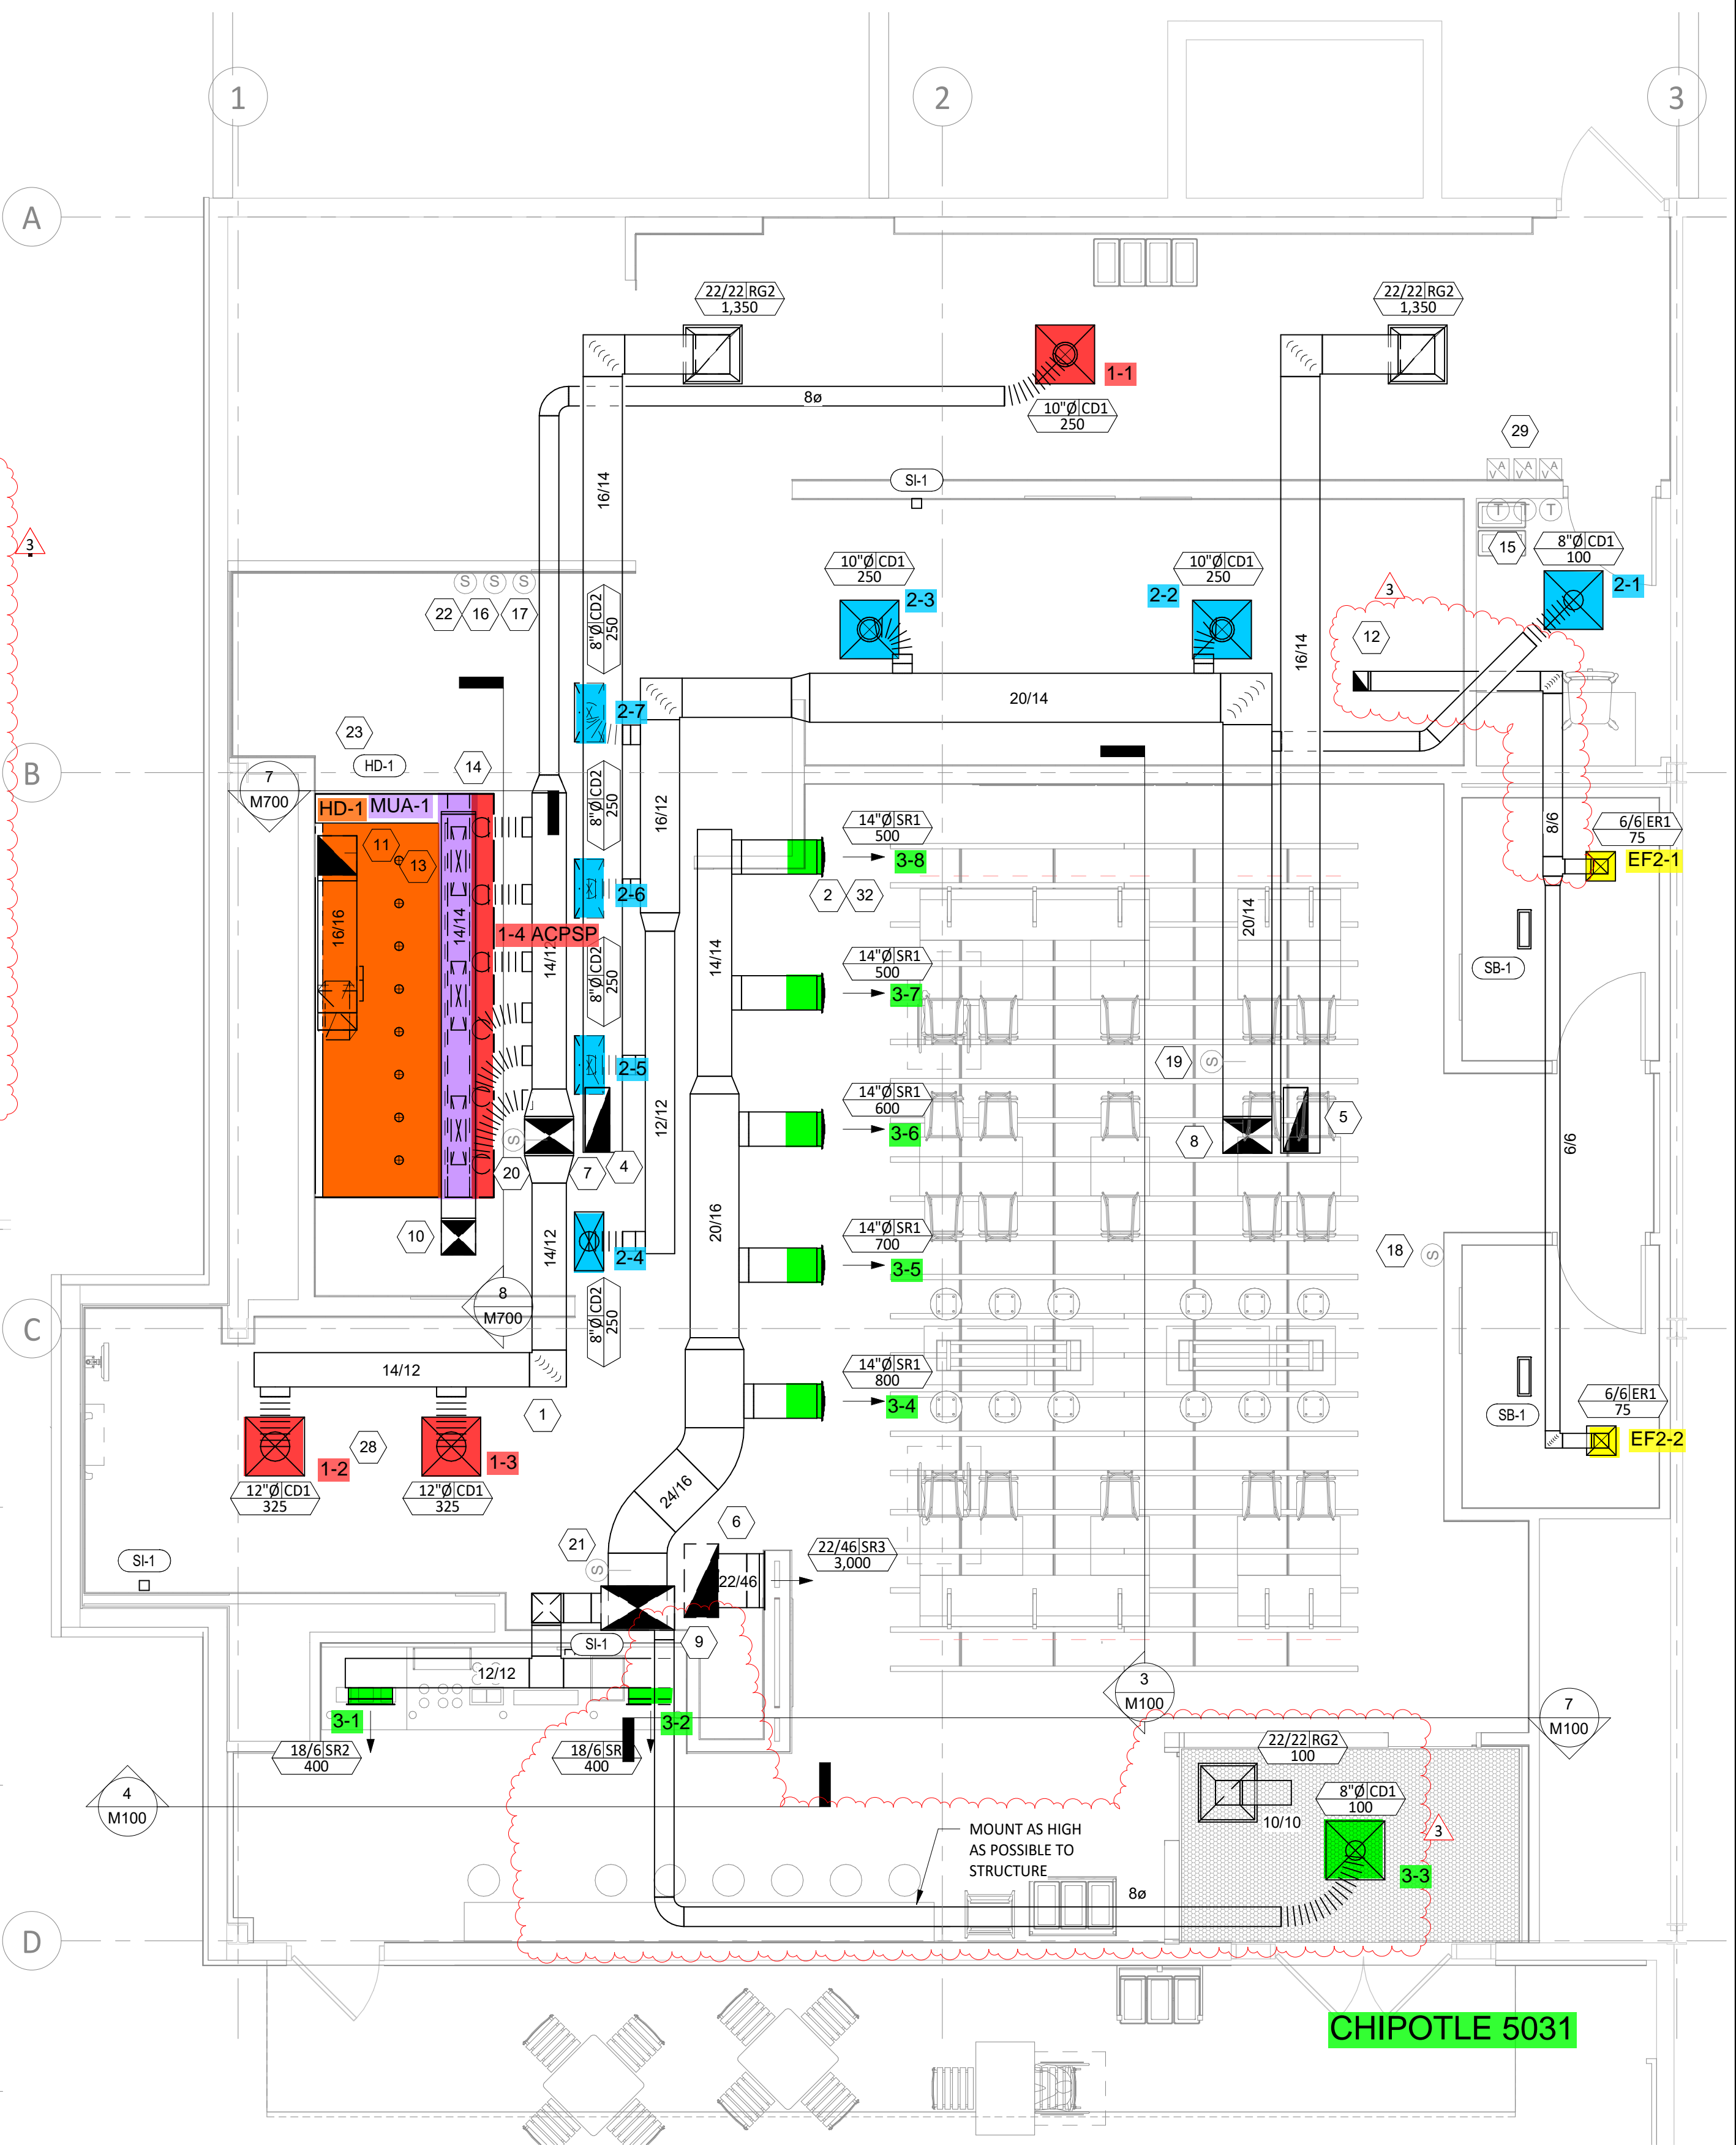 1
2
3
A
22/22 RG2
1,350
22/22 RG2
1,350
1-1
8ø
10"Ø CD1
250
29
16/14
SI-1
V A
V A
V A
T
T
T
3
15
8"Ø CD1
100
10"Ø CD1
250
10"Ø CD1
250
2-1
S
S
S
22
16
17
8"Ø CD2
250
2-3
2-2
3
12
16/14
20/14
2-7
23
HD-1
14
B
7
M700
HD-1
MUA-1
8"Ø CD2
250
16/12
14"Ø SR1
500
3-8
8/6
6/6 ER1
75
EF2-1
11
13
2-6
2
32
16/16
14/14
1-4 ACPSP
14/12
8"Ø CD2
250
14/14
14"Ø SR1
500
3-7
20/14
SB-1
2-5
19
S
12/12
14"Ø SR1
600
3-6
8
5
S
20
7
4
6/6
10
14/12
2-4
20/16
14"Ø SR1
700
3-5
18
S
8
M700
8"Ø CD2
250
C
14/12
14"Ø SR1
800
3-4
6/6 ER1
75
SB-1
EF2-2
1
28
1-2
1-3
12"Ø CD1
325
12"Ø CD1
325
24/16
6
21
S
22/46 SR3
3,000
22/46
SI-1
SI-1
9
12/12
3
M100
7
M100
3-1
3-2
18/6 SR2
400
18/6 SR
400
22/22 RG2
100
4
M100
8"Ø CD1
100
10/10
3
MOUNT AS HIGH
AS POSSIBLE TO
STRUCTURE
3-3
8ø
D
CHIPOTLE 5031